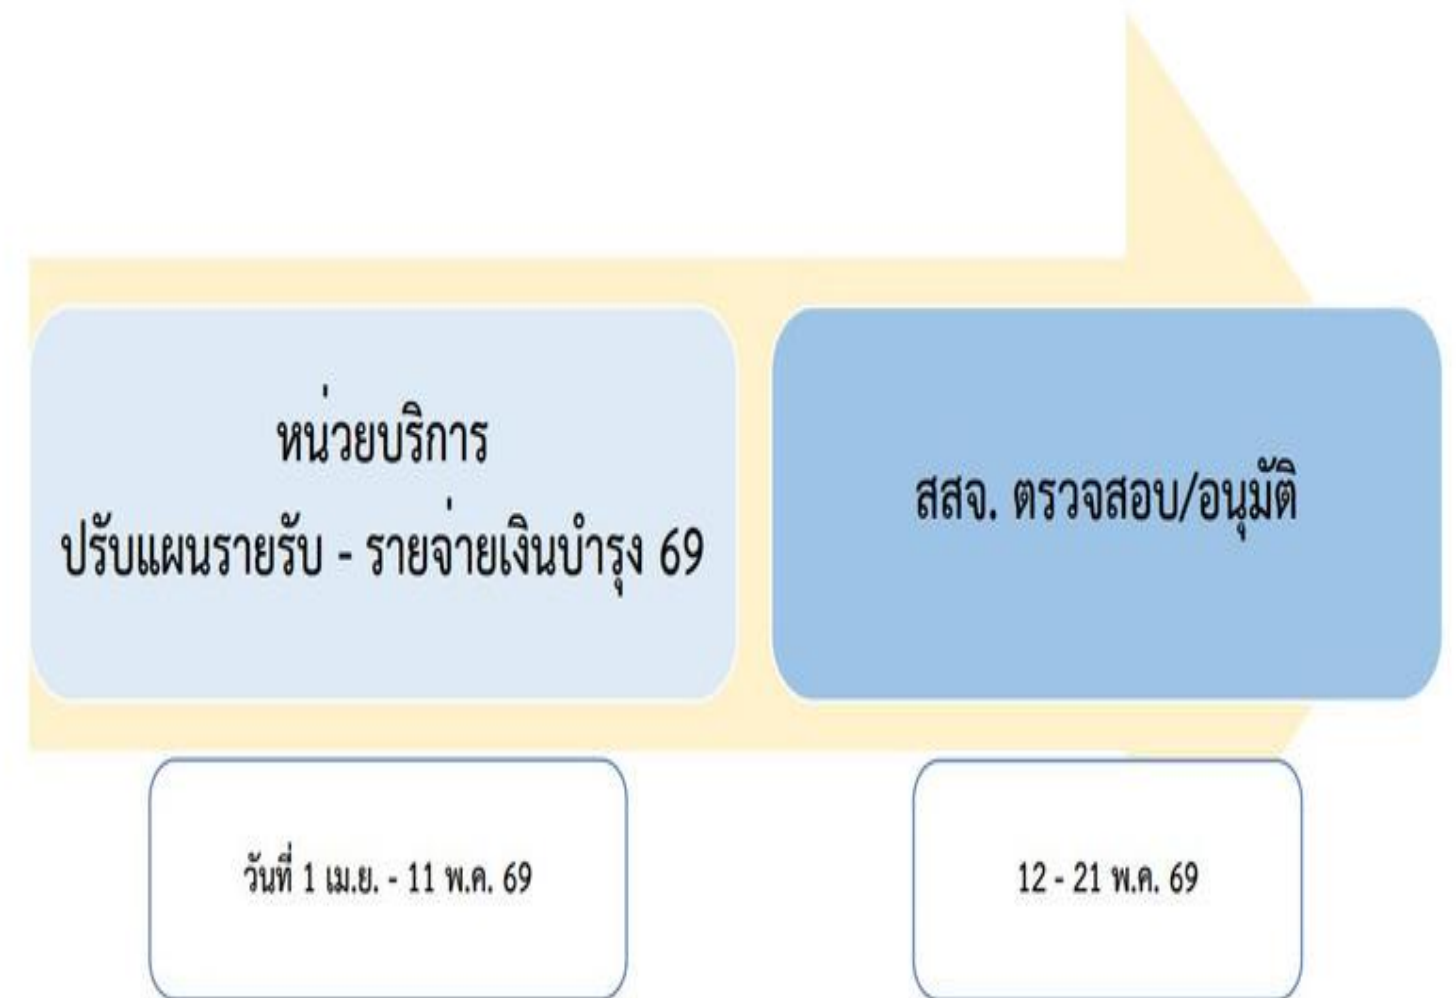 หน่วยบริการ
ปรับแผนรายรับ - รายจ่ายเงินบำรุง 69
สสจ. ตรวจสอบ/อนุมัติ
วันที่ 1 เม.ย. - 11 พ.ค. 69
12 - 21 พ.ค. 69